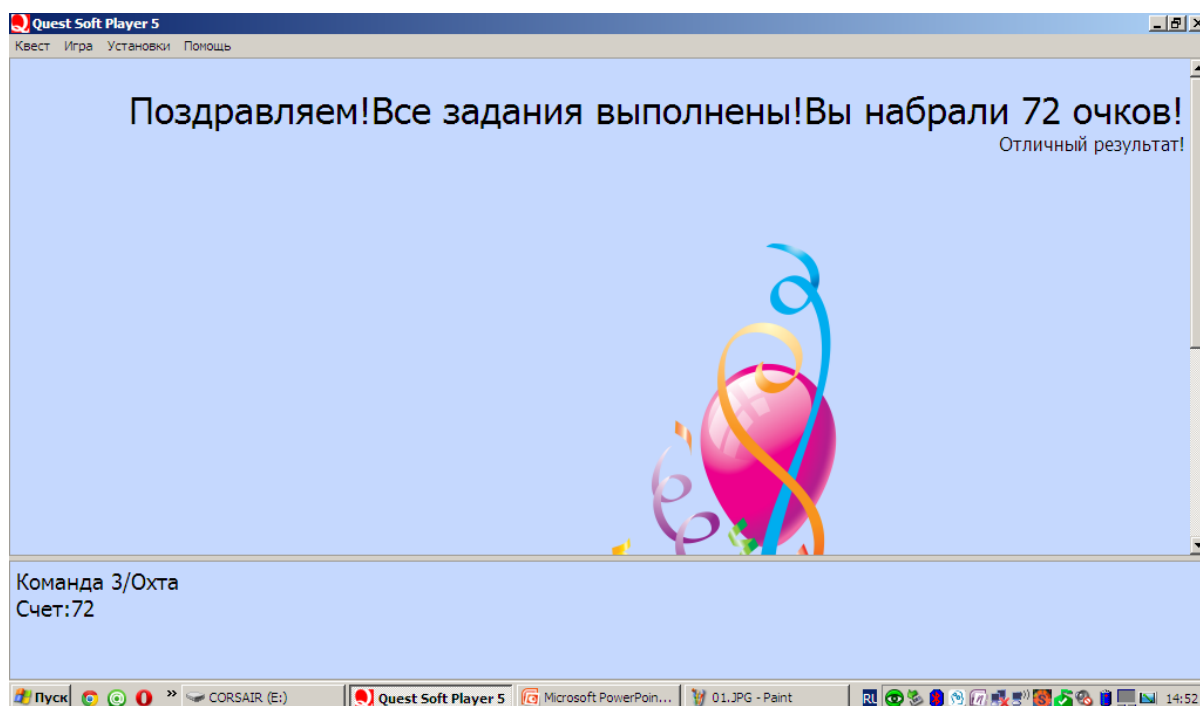 Quest Soft Player 5
Квест Игра Установки Помощь
Поздравляем!Все задания выполнены!Вы набрали 72 очков!
Отличный результат!
Команда 3/Охта
Счет:72
Пуск » CORSAIR (E:) Quest Soft Player 5 Microsoft PowerPoin... 01.JPG - Paint RL 14:52